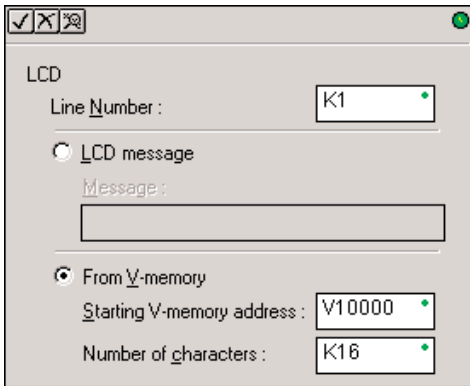 LCD
Line Number : K1
LCD message
Message :
From V-memory
Starting V-memory address : V10000
Number of characters : K16